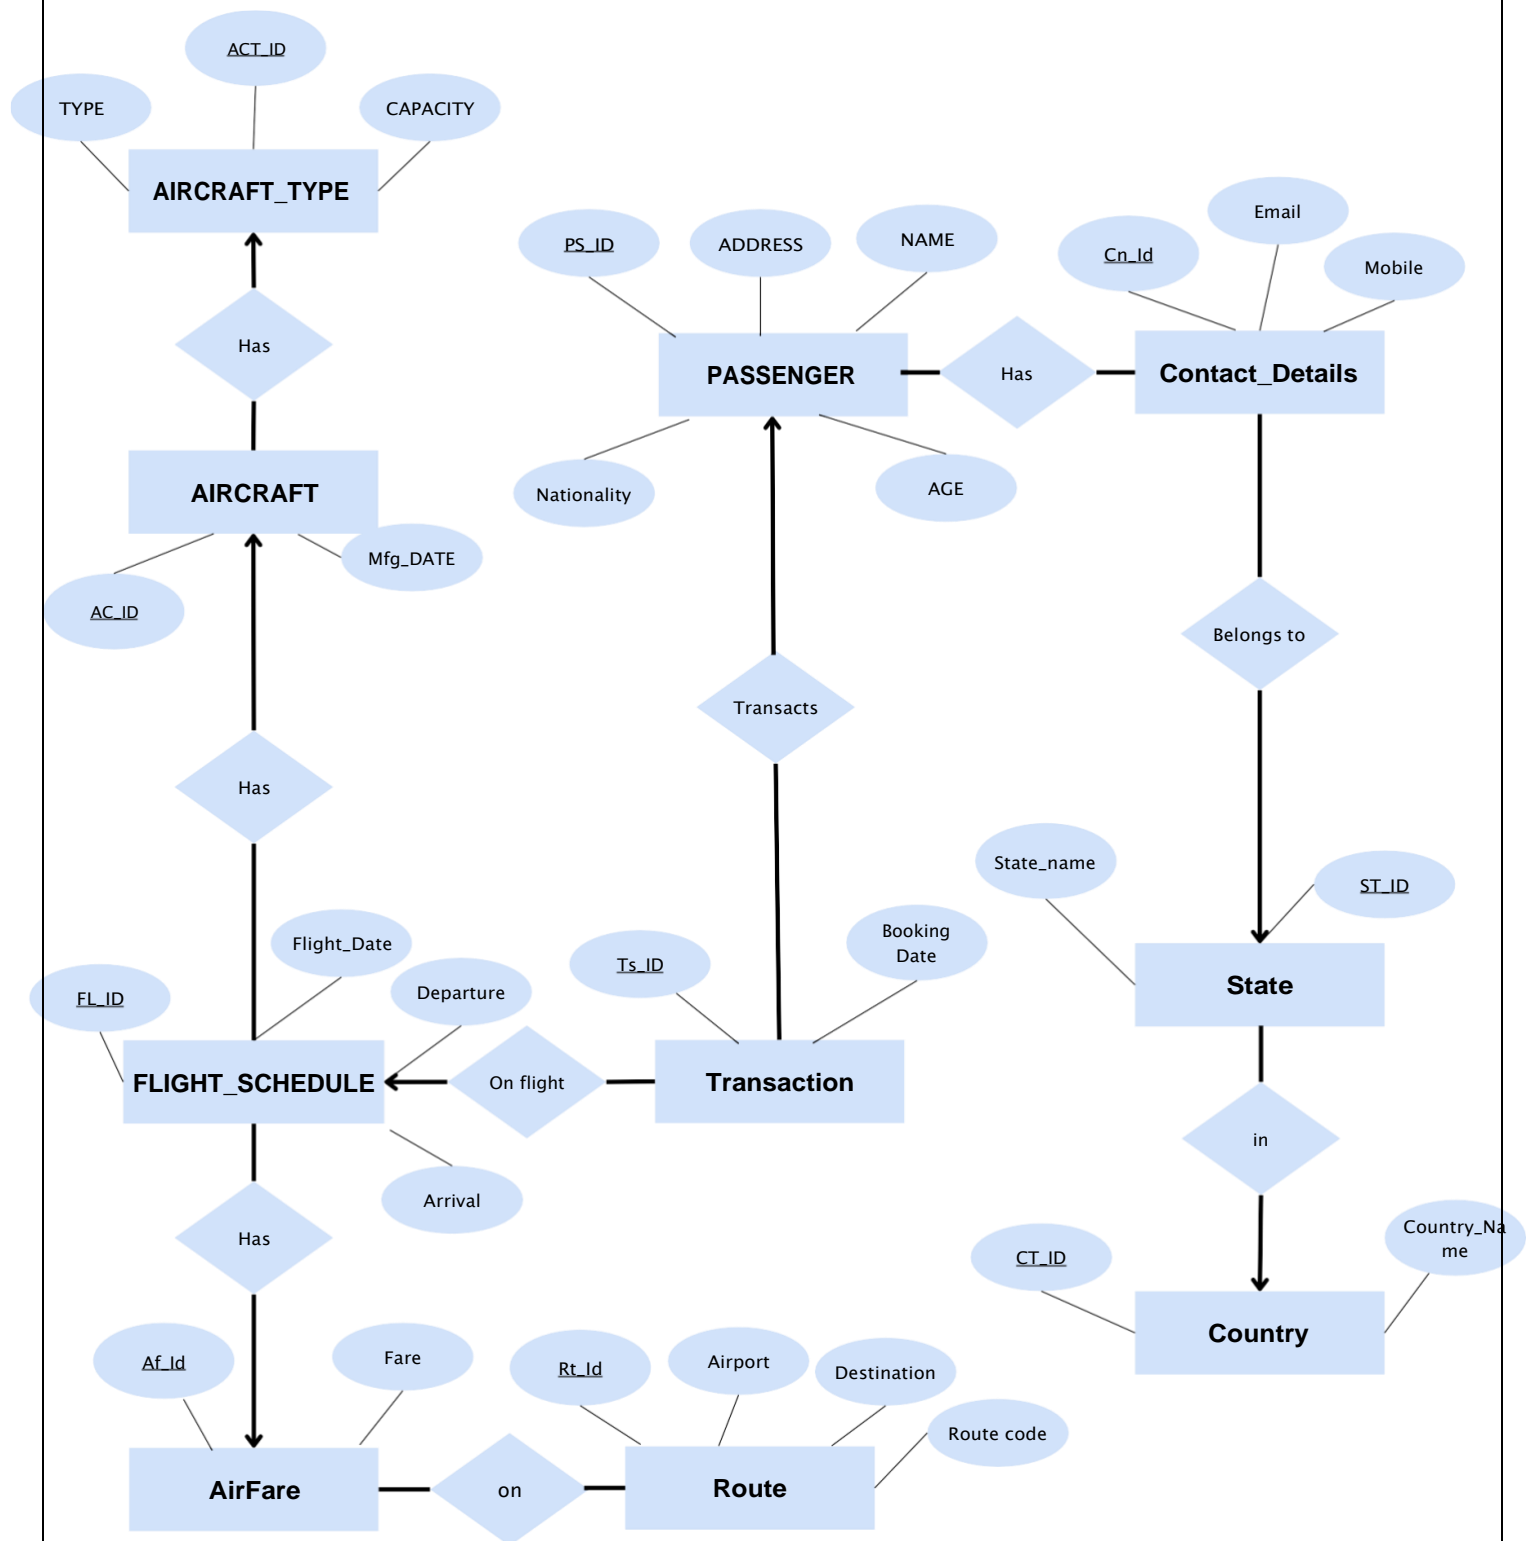 ACT_ID
TYPE
CAPACITY
AIRCRAFT_TYPE
Has
AIRCRAFT
Mfg_DATE
AC_ID
Has
PS_ID
ADDRESS
NAME
PASSENGER
Nationality
AGE
Has
Cn_Id
Email
Mobile
Contact_Details
Belongs to
Transacts
State_name
ST_ID
State
in
CT_ID
Country_Na
me
Country
Flight_Date
FL_ID
Departure
FLIGHT_SCHEDULE
Arrival
On flight
Ts_ID
Booking
Date
Transaction
Has
Af_Id
Fare
AirFare
on
Rt_Id
Airport
Destination
Route code
Route